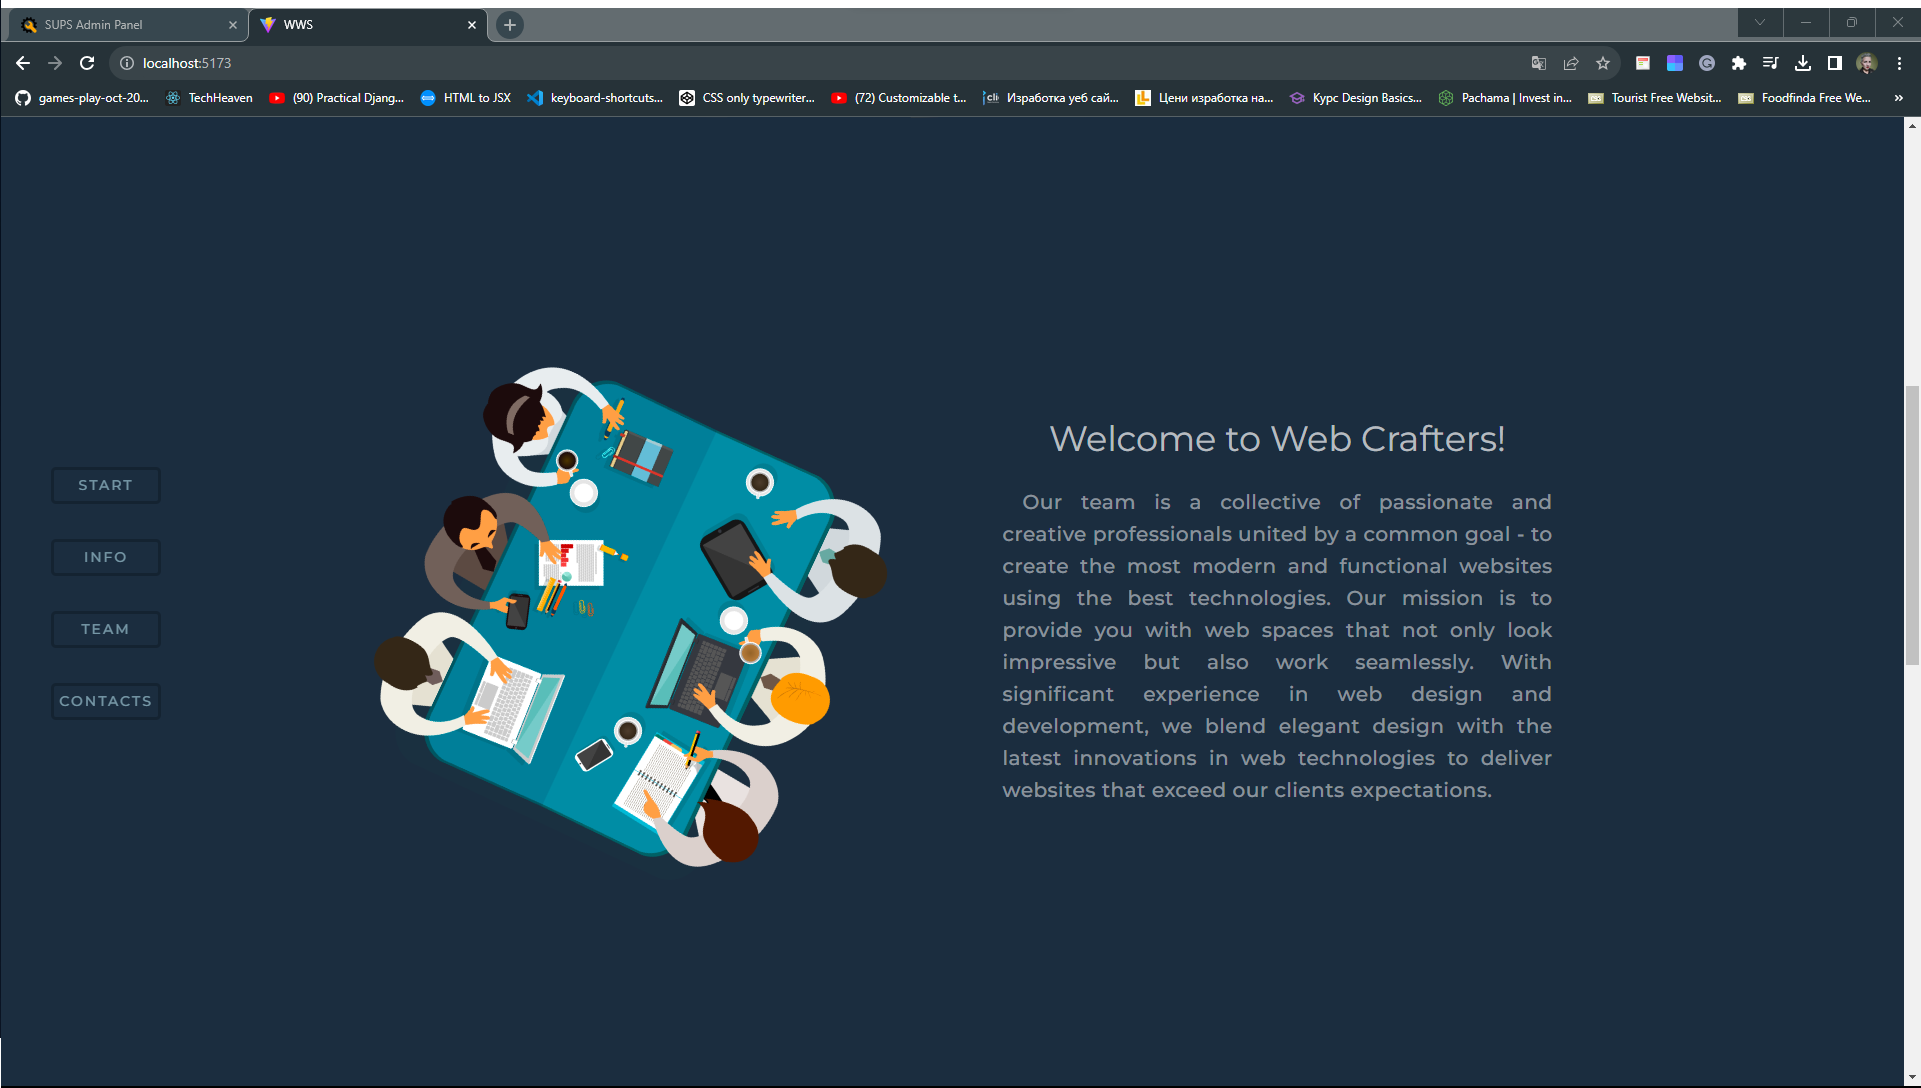 SUPS Admin Panel
WWS
localhost:5173
games-play-oct-20...
TechHeaven
(90) Practical Djang...
HTML to JSX
keyboard-shortcuts...
CSS only typewriter...
(72) Customizable t...
Изработка уеб сай...
Цени изработка на...
Курс Design Basics...
Pachama | Invest in...
Tourist Free Websit...
Foodfinda Free We...
START
INFO
TEAM
CONTACTS
Welcome to Web Crafters!
Our team is a collective of passionate and
creative professionals united by a common goal - to
create the most modern and functional websites
using the best technologies. Our mission is to
provide you with web spaces that not only look
impressive but also work seamlessly. With
significant experience in web design and
development, we blend elegant design with the
latest innovations in web technologies to deliver
websites that exceed our clients expectations.